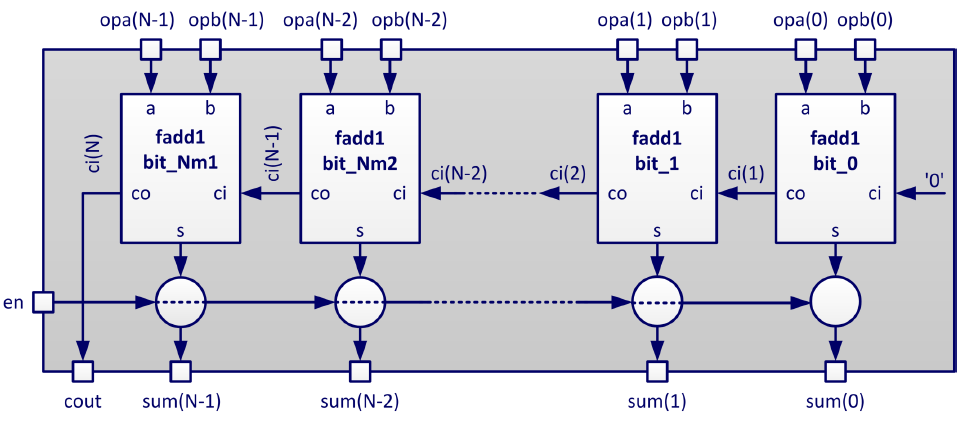 opa(N-1) opb(N-1) opa(N-2) opb(N-2) opa(1) opb(1) opa(0) opb(0)
a b a b a b a b
fadd1 fadd1 fadd1 fadd1
bit_Nm1 bit_Nm2 bit_1 bit_0
ci(N) ci(N-1) ci(N-2) ci(2) ci(1) '0'
co ci co ci co ci co ci
s s s s
en
cout sum(N-1) sum(N-2) sum(1) sum(0)